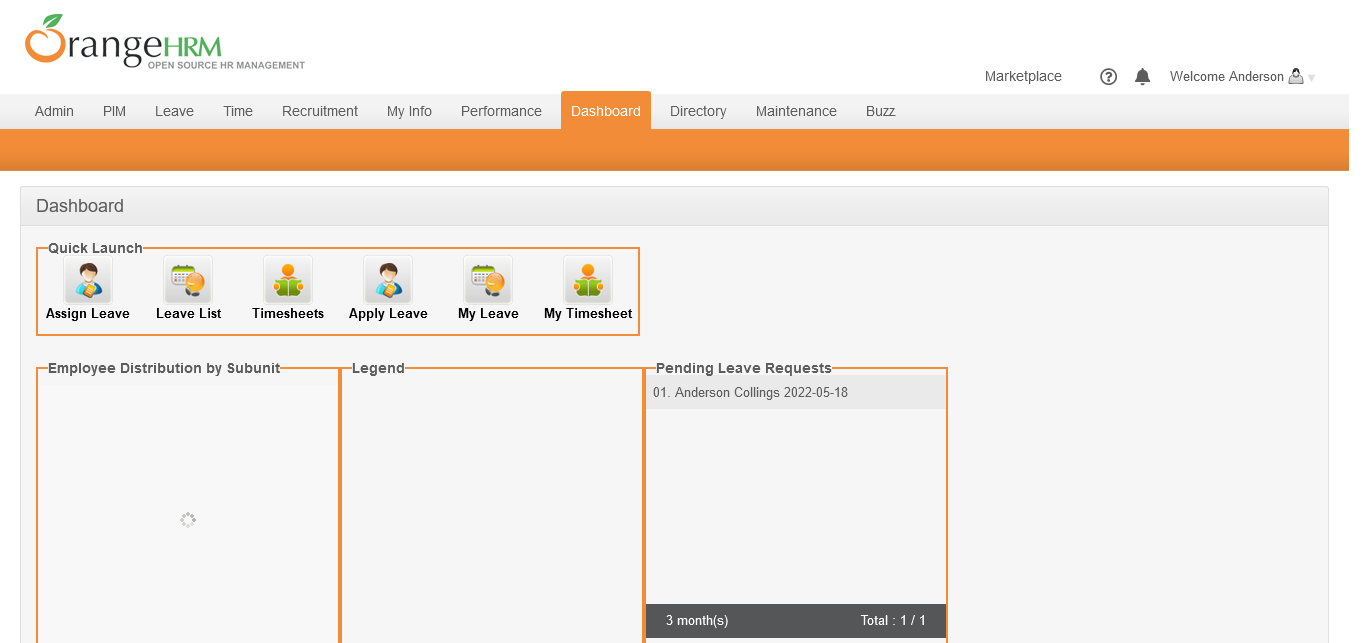 OrangeHRM
OPEN SOURCE HR MANAGEMENT
Marketplace
Welcome Anderson
Admin PIM Leave Time Recruitment My Info Performance Dashboard Directory Maintenance Buzz
Dashboard
Quick Launch
Assign Leave Leave List Timesheets Apply Leave My Leave My Timesheet
Employee Distribution by Subunit Legend Pending Leave Requests
01. Anderson Collings 2022-05-18
3 month(s) Total : 1 / 1